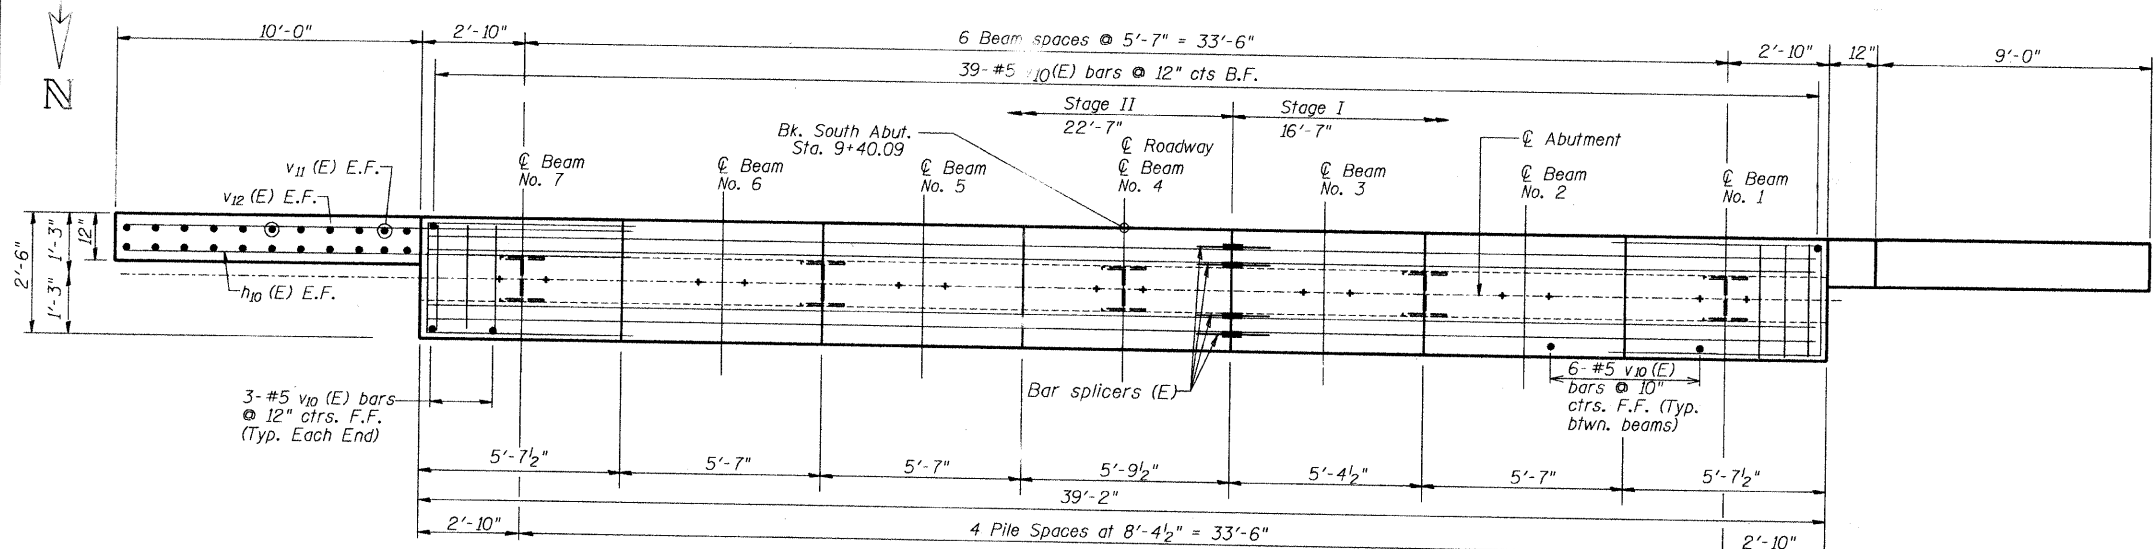 10'-0"
2'-10"
6 Beam spaces @ 5'-7" = 33'-6"
2'-10"
12"
9'-0"
39-#5 v10(E) bars @ 12" cts B.F.
N
Stage II
22'-7"
Stage I
16'-7"
Bk. South Abut.
Sta. 9+40.09
℄ Roadway
℄ Beam
No. 4
℄ Abutment
v11 (E) E.F.
v12 (E) E.F.
℄ Beam
No. 7
℄ Beam
No. 6
℄ Beam
No. 5
℄ Beam
No. 3
℄ Beam
No. 2
℄ Beam
No. 1
2'-6"
1'-3"
12"
1'-3"
h10 (E) E.F.
3-#5 v10 (E) bars
@ 12" ctrs. F.F.
(Typ. Each End)
Bar splicers (E)
6-#5 v10 (E)
bars @ 10"
ctrs. F.F. (Typ.
btwn. beams)
5'-7½"
5'-7"
5'-7"
5'-9½"
5'-4½"
5'-7"
5'-7½"
39'-2"
2'-10"
4 Pile Spaces at 8'-4½" = 33'-6"
2'-10"